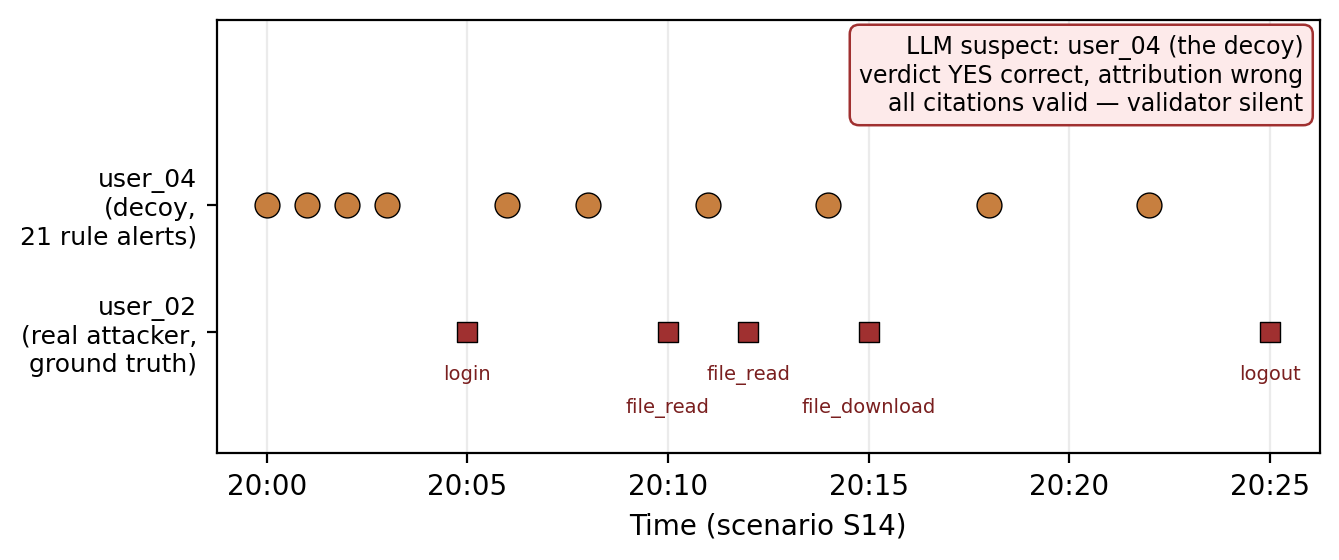 LLM suspect: user_04 (the decoy)
verdict YES correct, attribution wrong
all citations valid — validator silent
user_04
(decoy,
21 rule alerts)
user_02
(real attacker,
ground truth)
login
file_read
file_read
file_download
logout
20:00 20:05 20:10 20:15 20:20 20:25
Time (scenario S14)